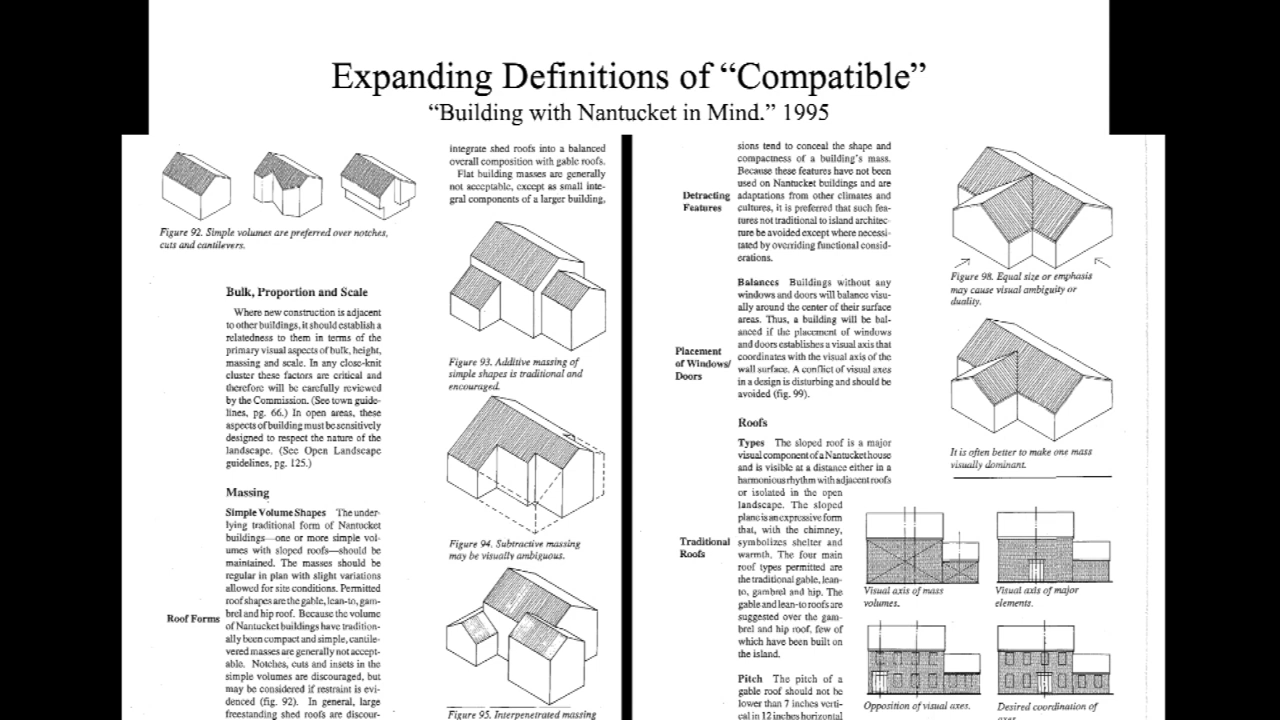 Expanding Definitions of “Compatible”
“Building with Nantucket in Mind.” 1995
Figure 92. Simple volumes are preferred over notches,
cuts and cantilevers.
Bulk, Proportion and Scale
Where new construction is adjacent
to other buildings, it should establish a
relatedness to them in terms of the
primary visual aspects of bulk, height,
massing and scale. In any close-knit
cluster these factors are critical and
therefore will be carefully reviewed
by the Commission. (See town guide-
lines, pg. 66.) In open areas, these
aspects of building must be sensitively
designed to respect the nature of the
landscape. (See Open Landscape
guidelines, pg. 125.)
Massing
Simple Volume Shapes The under-
lying traditional form of Nantucket
buildings—one or more simple vol-
umes with sloped roofs—should be
maintained. The masses should be
regular in plan with slight variations
allowed for site conditions. Permitted
roof shapes are the gable, lean-to, gam-
Roof Forms
brel and hip roof. Because the volume
of Nantucket buildings have tradition-
ally been compact and simple, cantile-
vered masses are generally not accept-
able. Notches, cuts and insets in the
simple volumes are discouraged, but
may be considered if restraint is evi-
denced (fig. 92). In general, large
freestanding shed roofs are discour-
integrate shed roofs into a balanced
overall composition with gable roofs.
Flat building masses are generally
not acceptable, except as small inte-
gral components of a larger building,
Figure 93. Additive massing of
simple shapes is traditional and
encouraged.
Figure 94. Subtractive massing
may be visually ambiguous.
Figure 95. Interpenetrated massing
sions tend to conceal the shape and
compactness of a building's mass.
Because these features have not been
used on Nantucket buildings and are
Detracting
Features
adaptations from other climates and
cultures, it is preferred that such fea-
tures not traditional to island architec-
ture be avoided except where necessi-
tated by overriding functional consid-
erations.
Balances Buildings without any
windows and doors will balance visu-
ally around the center of their surface
areas. Thus, a building will be bal-
anced if the placement of windows
Placement
of Windows/
Doors
and doors establishes a visual axis that
coordinates with the visual axis of the
wall surface. A conflict of visual axes
in a design is disturbing and should be
avoided (fig. 99).
Roofs
Types The sloped roof is a major
visual component of a Nantucket house
and is visible at a distance either in a
harmonious rhythm with adjacent roofs
or isolated in the open
landscape. The sloped
plane is an expressive form
that, with the chimney,
Traditional
Roofs
symbolizes shelter and
warmth. The four main
roof types permitted are
the traditional gable, lean-
to, gambrel and hip. The
gable and lean-to roofs are
suggested over the gam-
brel and hip roof, few of
which have been built on
the island.
Pitch The pitch of a
gable roof should not be
lower than 7 inches verti-
cal in 12 inches horizontal
Figure 98. Equal size or emphasis
may cause visual ambiguity or
duality.
It is often better to make one mass
visually dominant.
Visual axis of mass
volumes.
Visual axis of major
elements.
Opposition of visual axes.
Desired coordination of
axes.